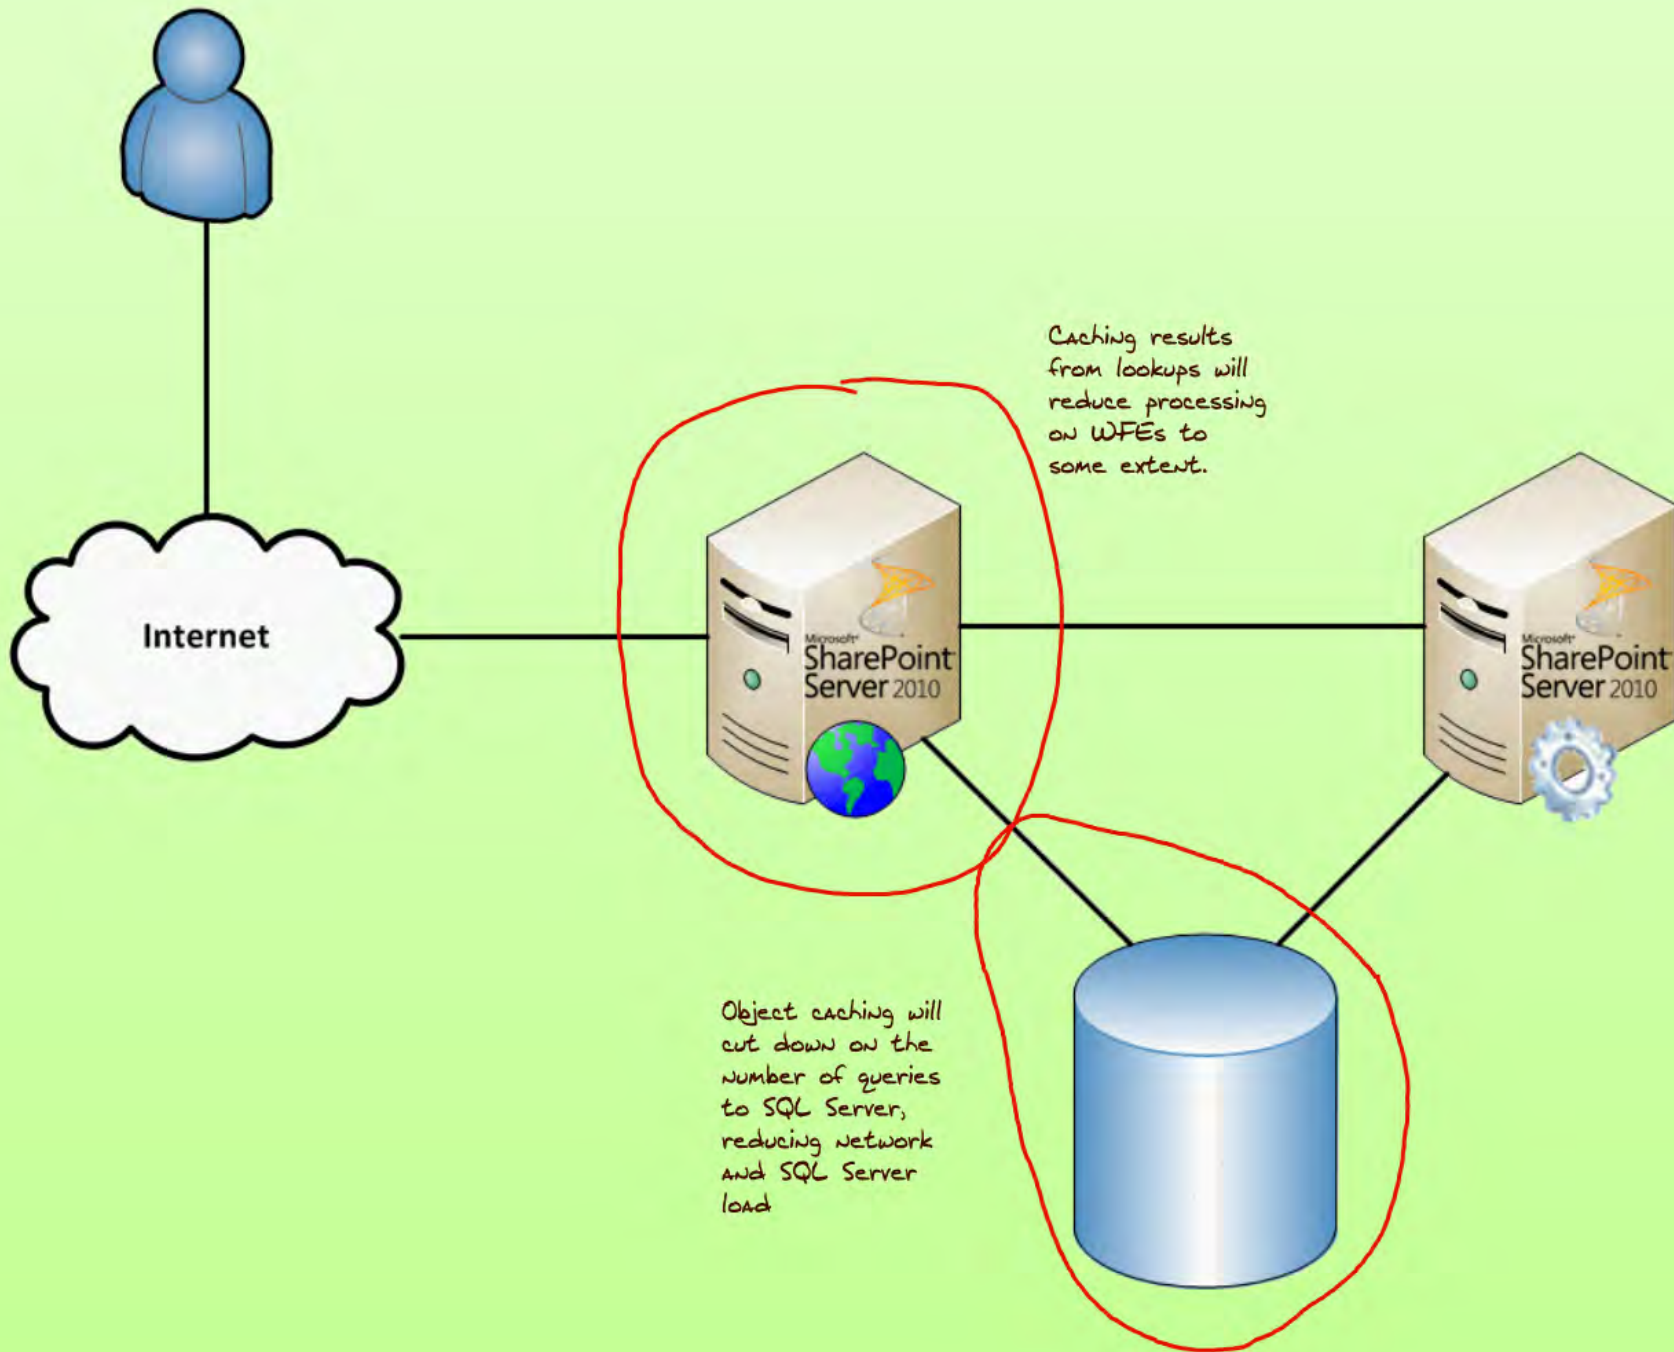 Caching results
from lookups will
reduce processing
on WFEs to
some extent.
Internet
Microsoft
SharePoint
Server 2010
Microsoft
SharePoint
Server 2010
Object caching will
cut down on the
number of queries
to SQL Server,
reducing network
and SQL Server
load